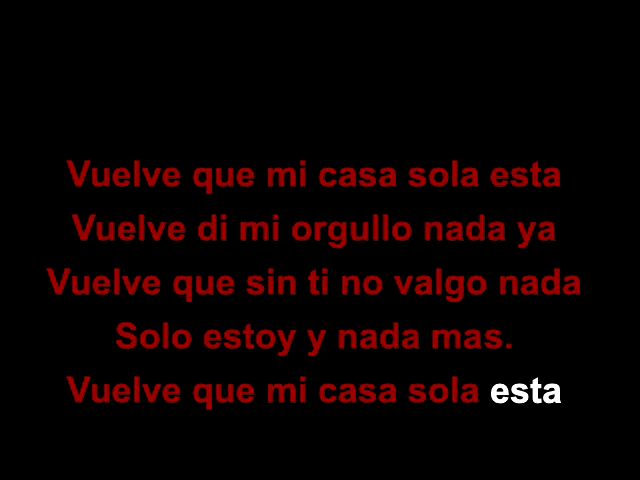 Vuelve que mi casa sola esta
Vuelve di mi orgullo nada ya
Vuelve que sin ti no valgo nada
Solo estoy y nada mas.
Vuelve que mi casa sola esta